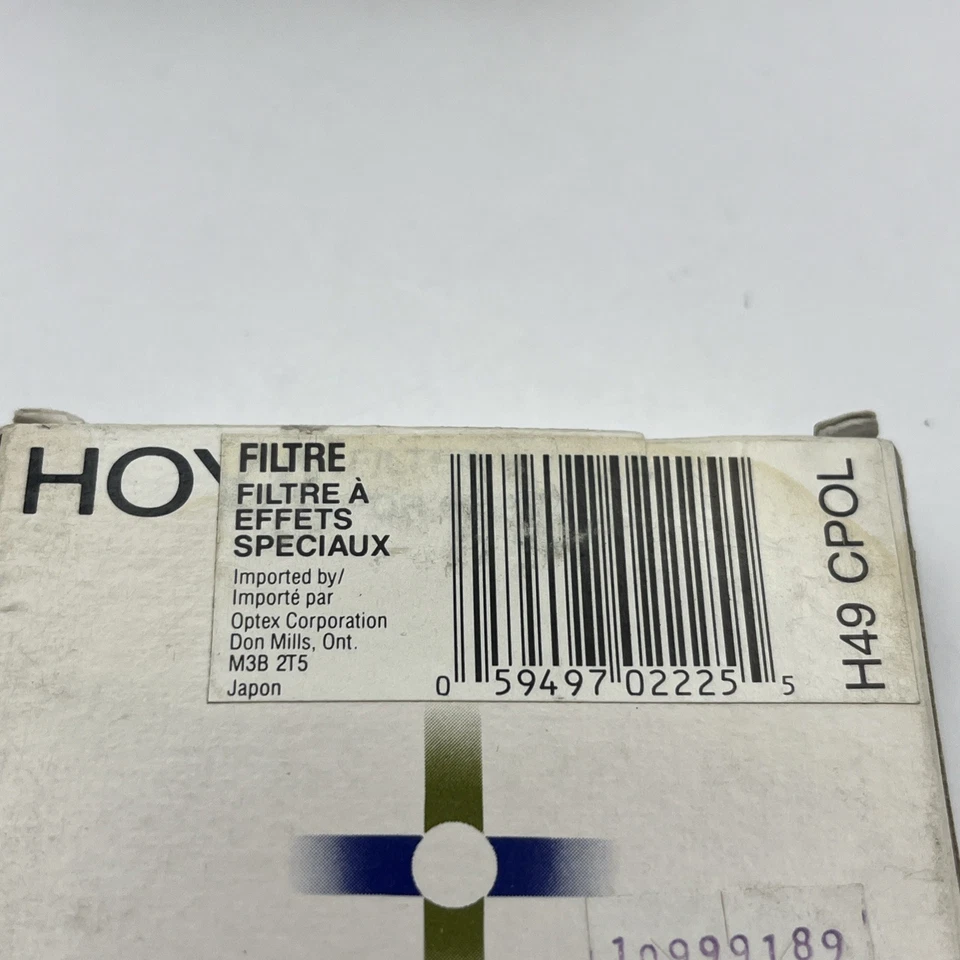 HOY
FILTRE
FILTRE À
EFFETS
SPECIAUX
Imported by/
Importé par
Optex Corporation
Don Mills, Ont.
M3B 2T5
Japon
0 59497 02225 5
H49 CPOL
10999189